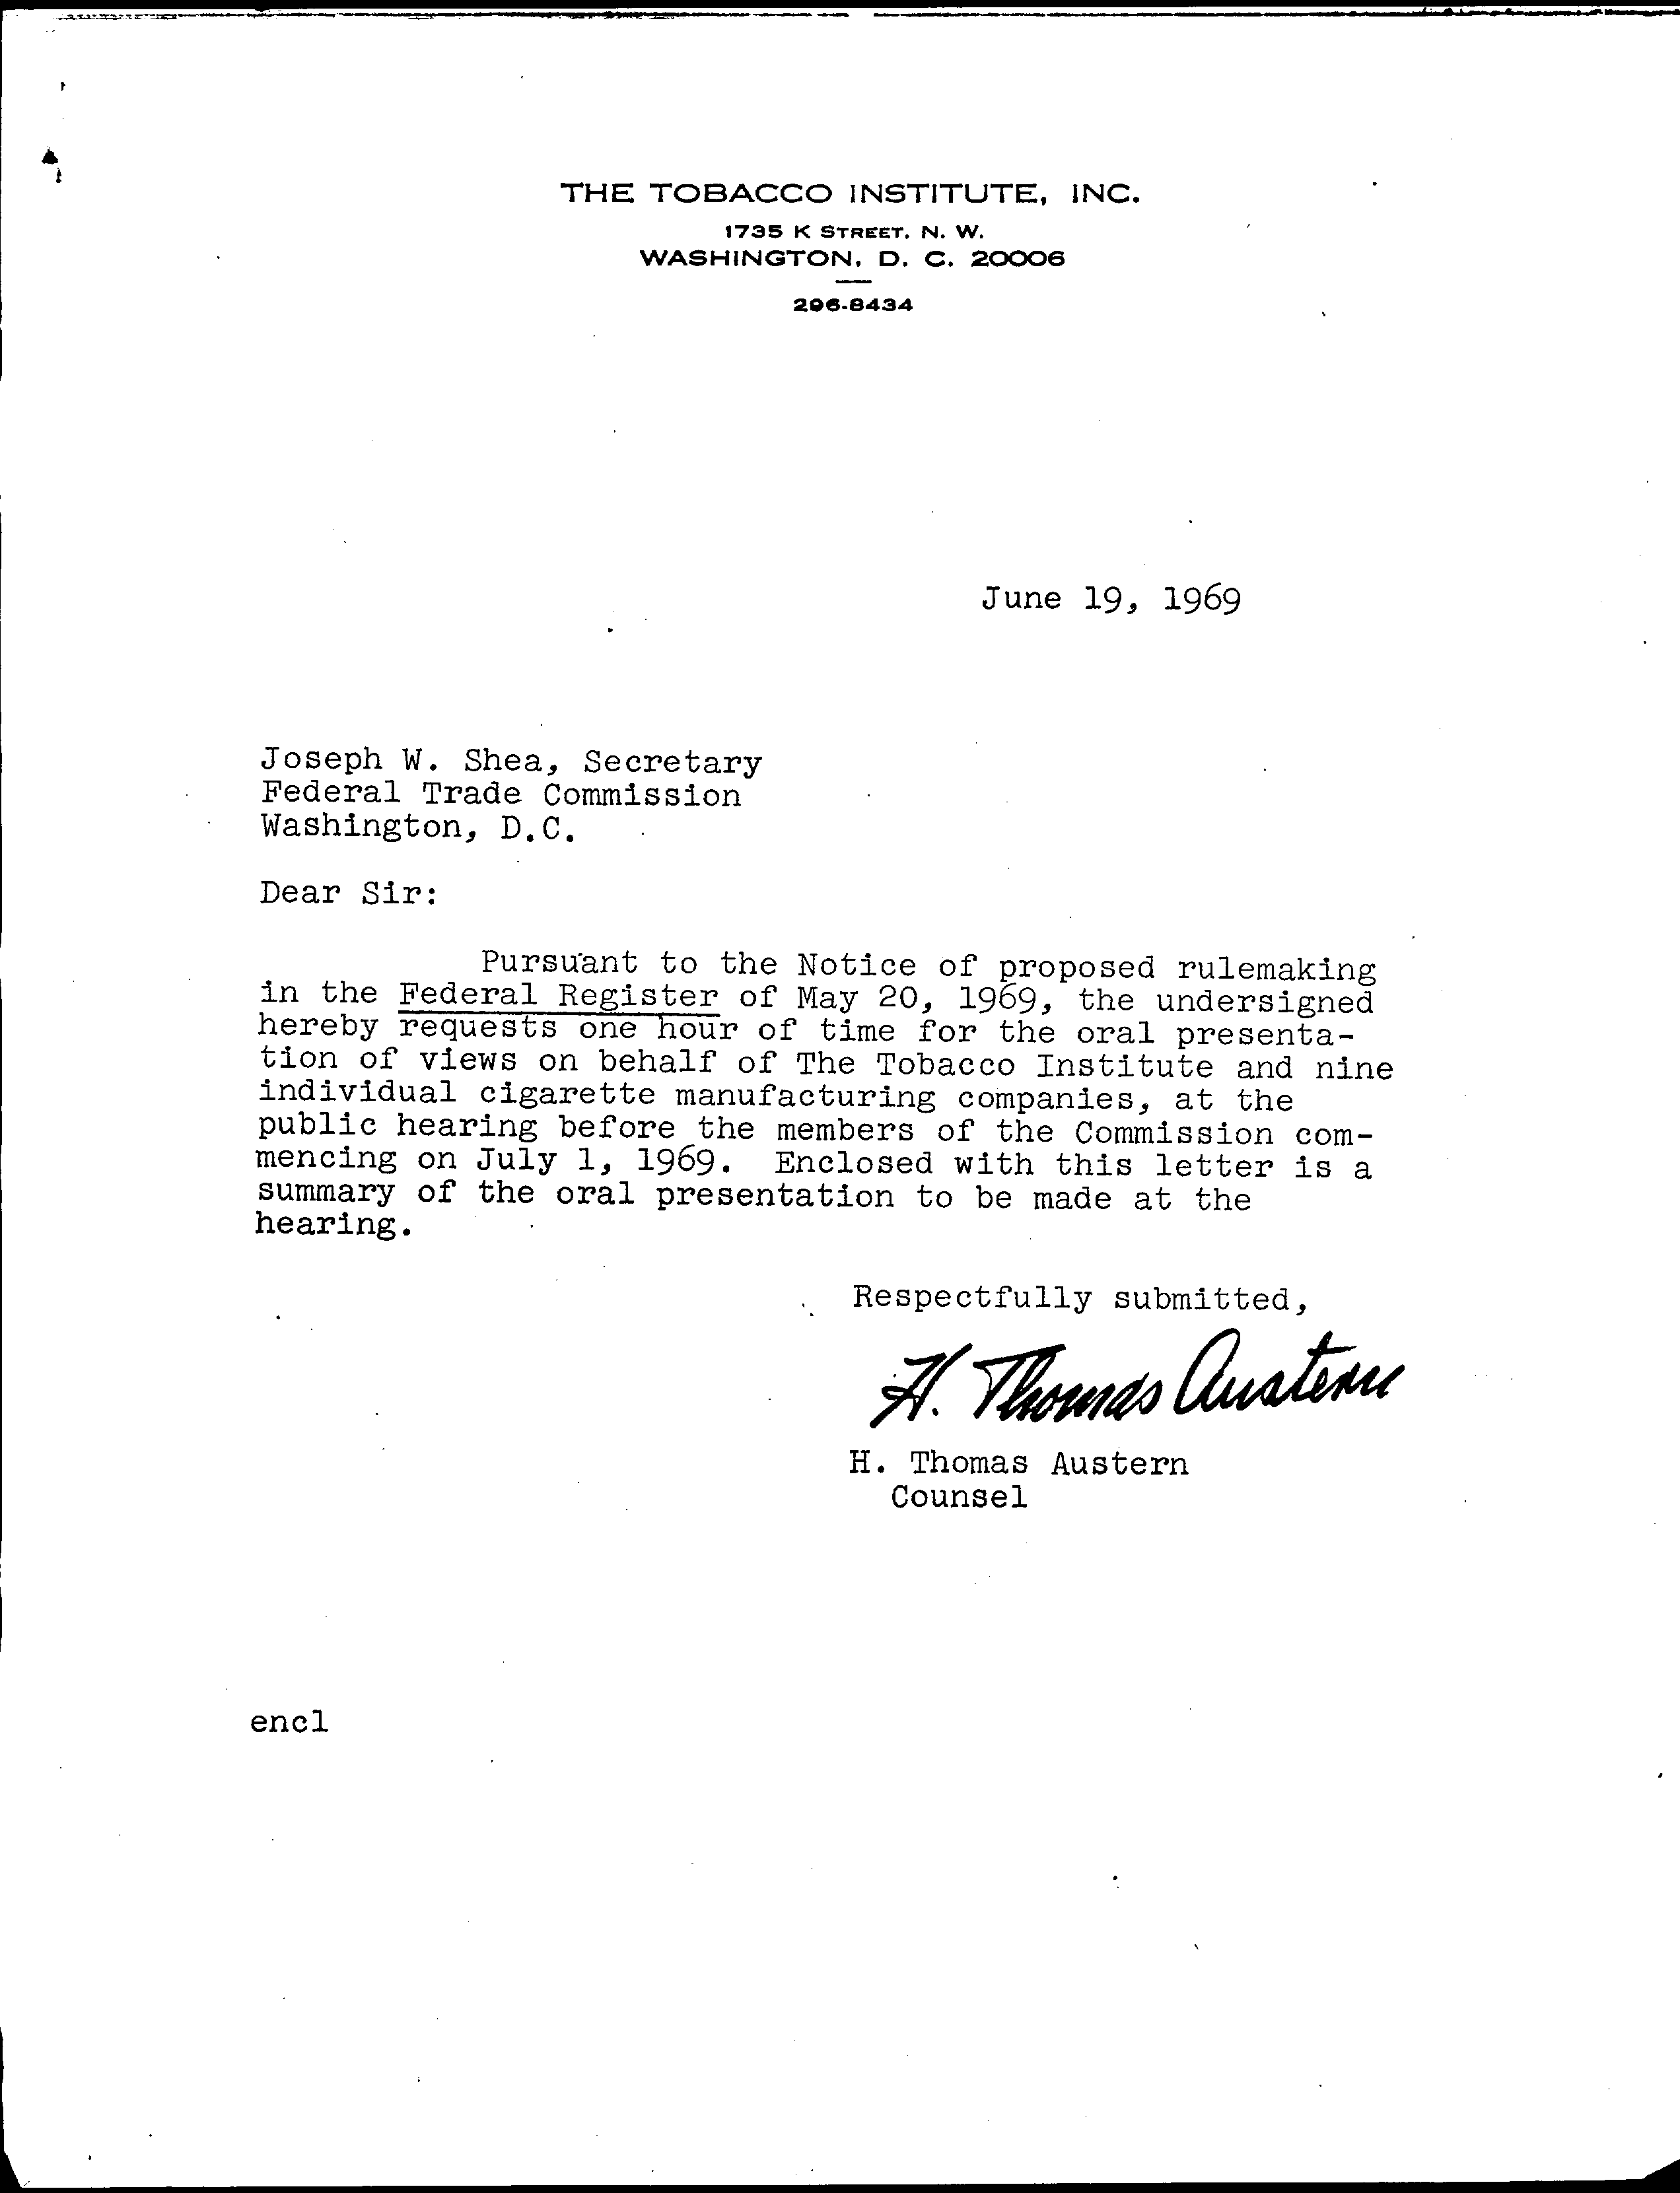 THE TOBACCO INSTITUTE, INC.
1735 K STREET, N. W.
WASHINGTON, D. C. 20006
296-8434
June 19, 1969
Joseph W. Shea, Secretary
Federal Trade Commission
Washington, D.C.
Dear Sir:
Pursuant to the Notice of proposed rulemaking
in the Federal Register of May 20, 1969, the undersigned
hereby requests one hour of time for the oral presenta-
tion of views on behalf of The Tobacco Institute and nine
individual cigarette manufacturing companies, at the
public hearing before the members of the Commission com-
mencing on July 1, 1969. Enclosed with this letter is a
summary of the oral presentation to be made at the
hearing.
Respectfully submitted,
H. Thomas Austern
H. Thomas Austern
Counsel
encl